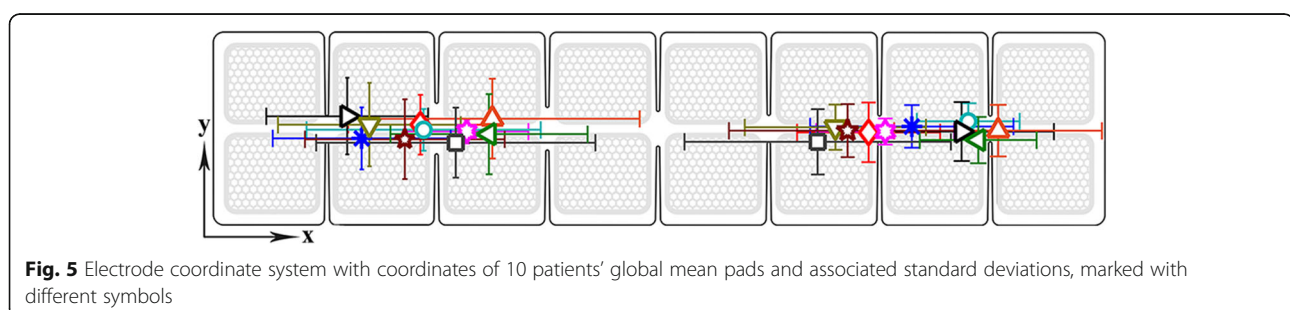 y
x
Fig. 5 Electrode coordinate system with coordinates of 10 patients’ global mean pads and associated standard deviations, marked with
different symbols